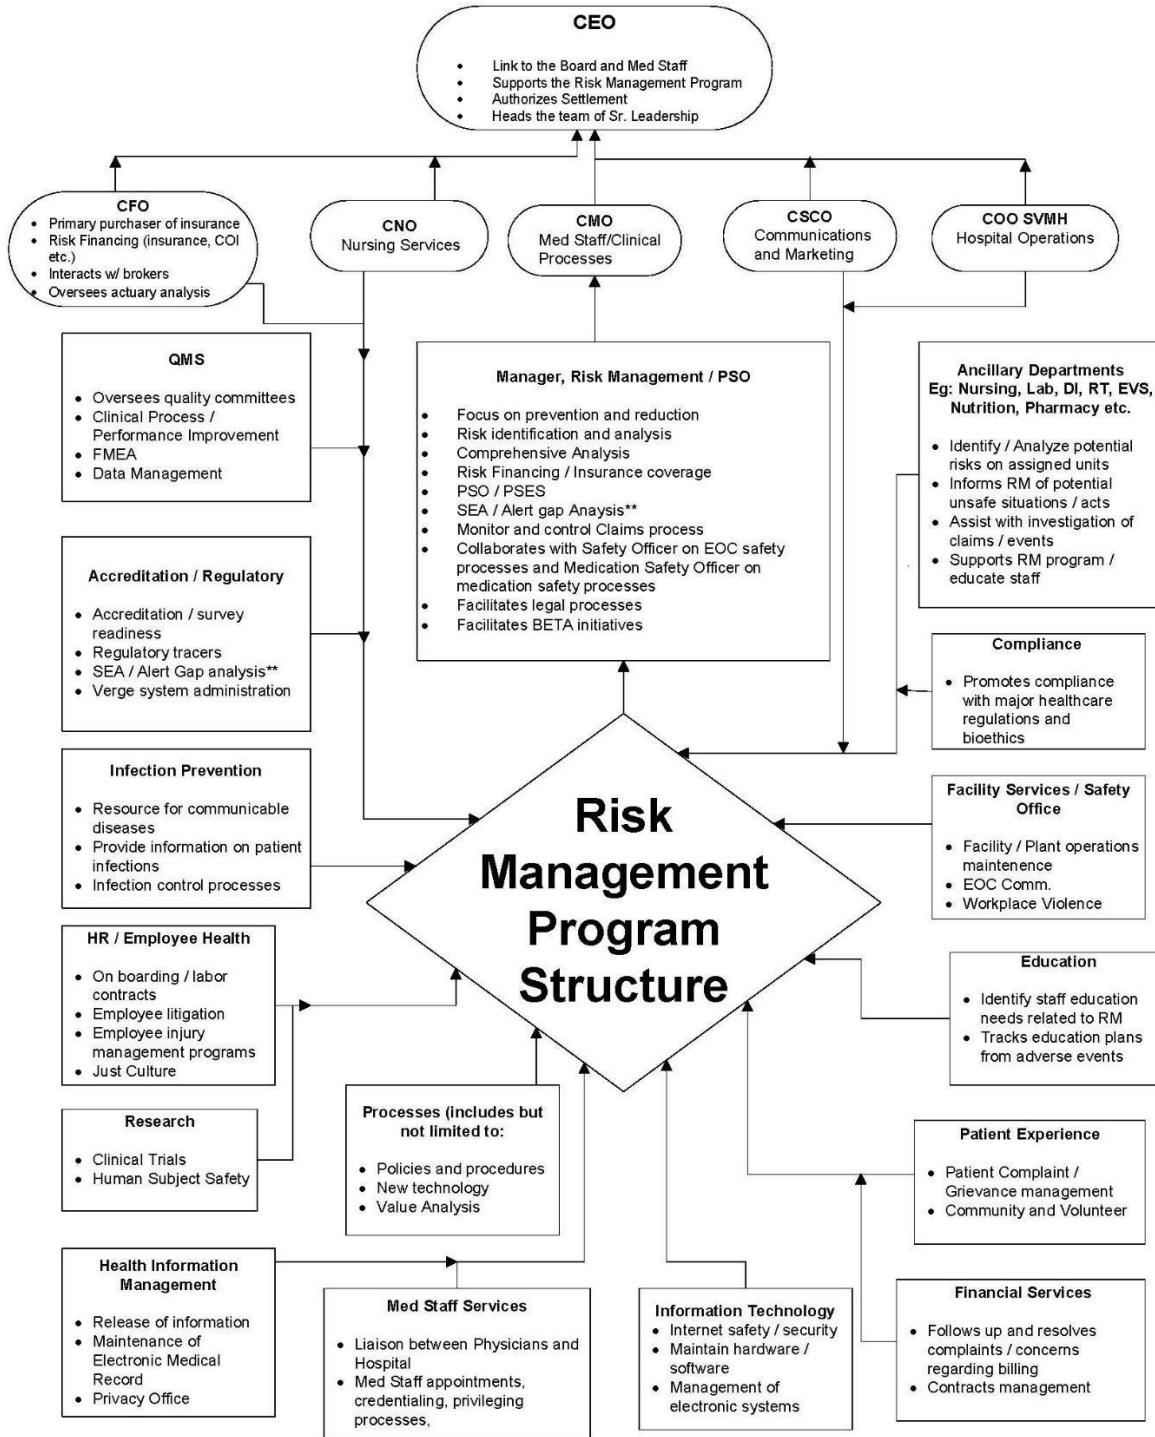 CEO
• Link to the Board and Med Staff
• Supports the Risk Management Program
• Authorizes Settlement
• Heads the team of Sr. Leadership
CFO
• Primary purchaser of insurance
• Risk Financing (insurance, COI
etc.)
• Interacts w/ brokers
• Oversees actuary analysis
CNO
Nursing Services
CMO
Med Staff/Clinical
Processes
CSCO
Communications
and Marketing
COO SVMH
Hospital Operations
QMS
• Oversees quality committees
• Clinical Process /
Performance Improvement
• FMEA
• Data Management
Manager, Risk Management / PSO
• Focus on prevention and reduction
• Risk identification and analysis
• Comprehensive Analysis
• Risk Financing / Insurance coverage
• PSO / PSES
• SEA / Alert gap Anaysis**
• Monitor and control Claims process
• Collaborates with Safety Officer on EOC safety
processes and Medication Safety Officer on
medication safety processes
• Facilitates legal processes
• Facilitates BETA initiatives
Ancillary Departments
Eg: Nursing, Lab, DI, RT, EVS,
Nutrition, Pharmacy etc.
• Identify / Analyze potential
risks on assigned units
• Informs RM of potential
unsafe situations / acts
• Assist with investigation of
claims / events
• Supports RM program /
educate staff
Accreditation / Regulatory
• Accreditation / survey
readiness
• Regulatory tracers
• SEA / Alert Gap analysis**
• Verge system administration
Compliance
• Promotes compliance
with major healthcare
regulations and
bioethics
Infection Prevention
• Resource for communicable
diseases
• Provide information on patient
infections
• Infection control processes
Risk
Management
Program
Structure
Facility Services / Safety
Office
• Facility / Plant operations
maintenence
• EOC Comm.
• Workplace Violence
HR / Employee Health
• On boarding / labor
contracts
• Employee litigation
• Employee injury
management programs
• Just Culture
Education
• Identify staff education
needs related to RM
• Tracks education plans
from adverse events
Research
• Clinical Trials
• Human Subject Safety
Processes (includes but
not limited to:
• Policies and procedures
• New technology
• Value Analysis
Patient Experience
• Patient Complaint /
Grievance management
• Community and Volunteer
Health Information
Management
• Release of information
• Maintenance of
Electronic Medical
Record
• Privacy Office
Med Staff Services
• Liaison between Physicians and
Hospital
• Med Staff appointments,
credentialing, privileging
processes,
Information Technology
• Internet safety / security
• Maintain hardware /
software
• Management of
electronic systems
Financial Services
• Follows up and resolves
complaints / concerns
regarding billing
• Contracts management